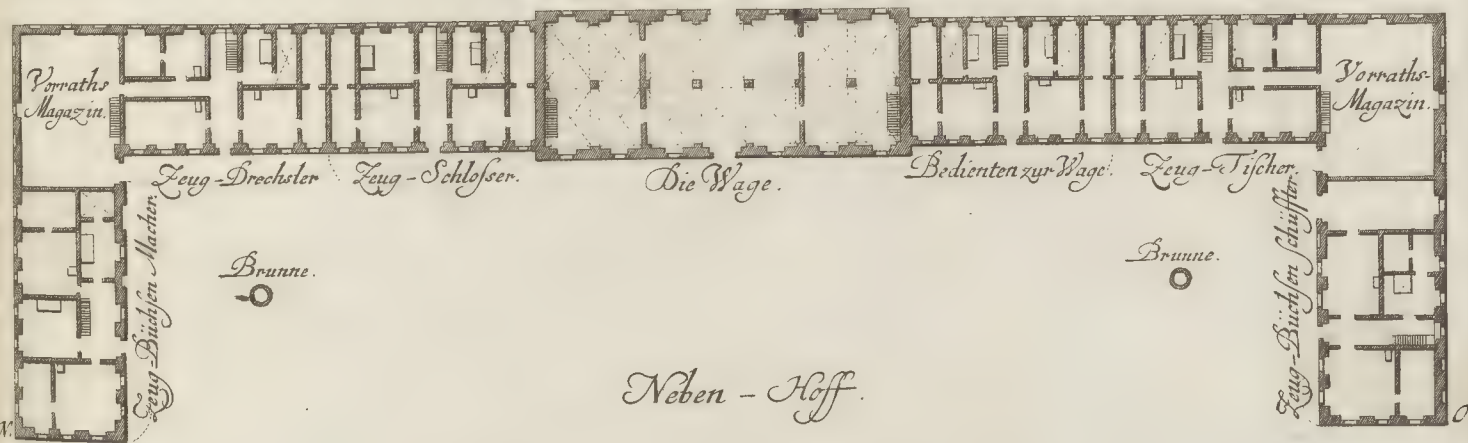 Vorraths
Magazin.
Vorraths-
Magazin.
Zeug-Drechsler
Zeug-Schloſser.
Die Wage.
Bedienten zur Wage.
Zeug-Tiſcher.
Zeug-Büchſen Macher.
Zeug-Büchſen Schüffter.
Brunne.
Brunne.
Neben - Hoff.
N.
O